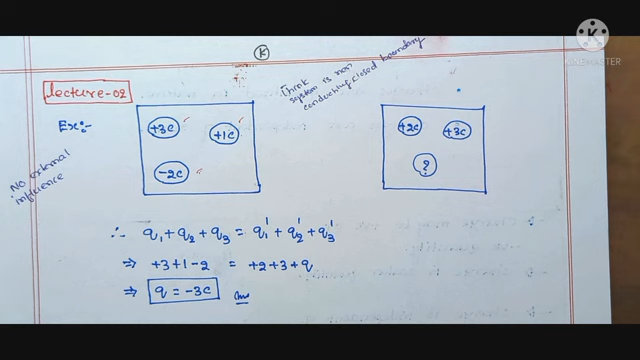 K
KINEMASTER
Lecture-02
Think
system is non
conducting closed boundary
Ex:-
+3C
+1C
-2C
+2C
+3C
?
No external
influence
∴ q₁ + q₂ + q₃ = q₁' + q₂' + q₃'
⇒ +3+1-2 = +2+3+q
⇒ q = -3C Ans